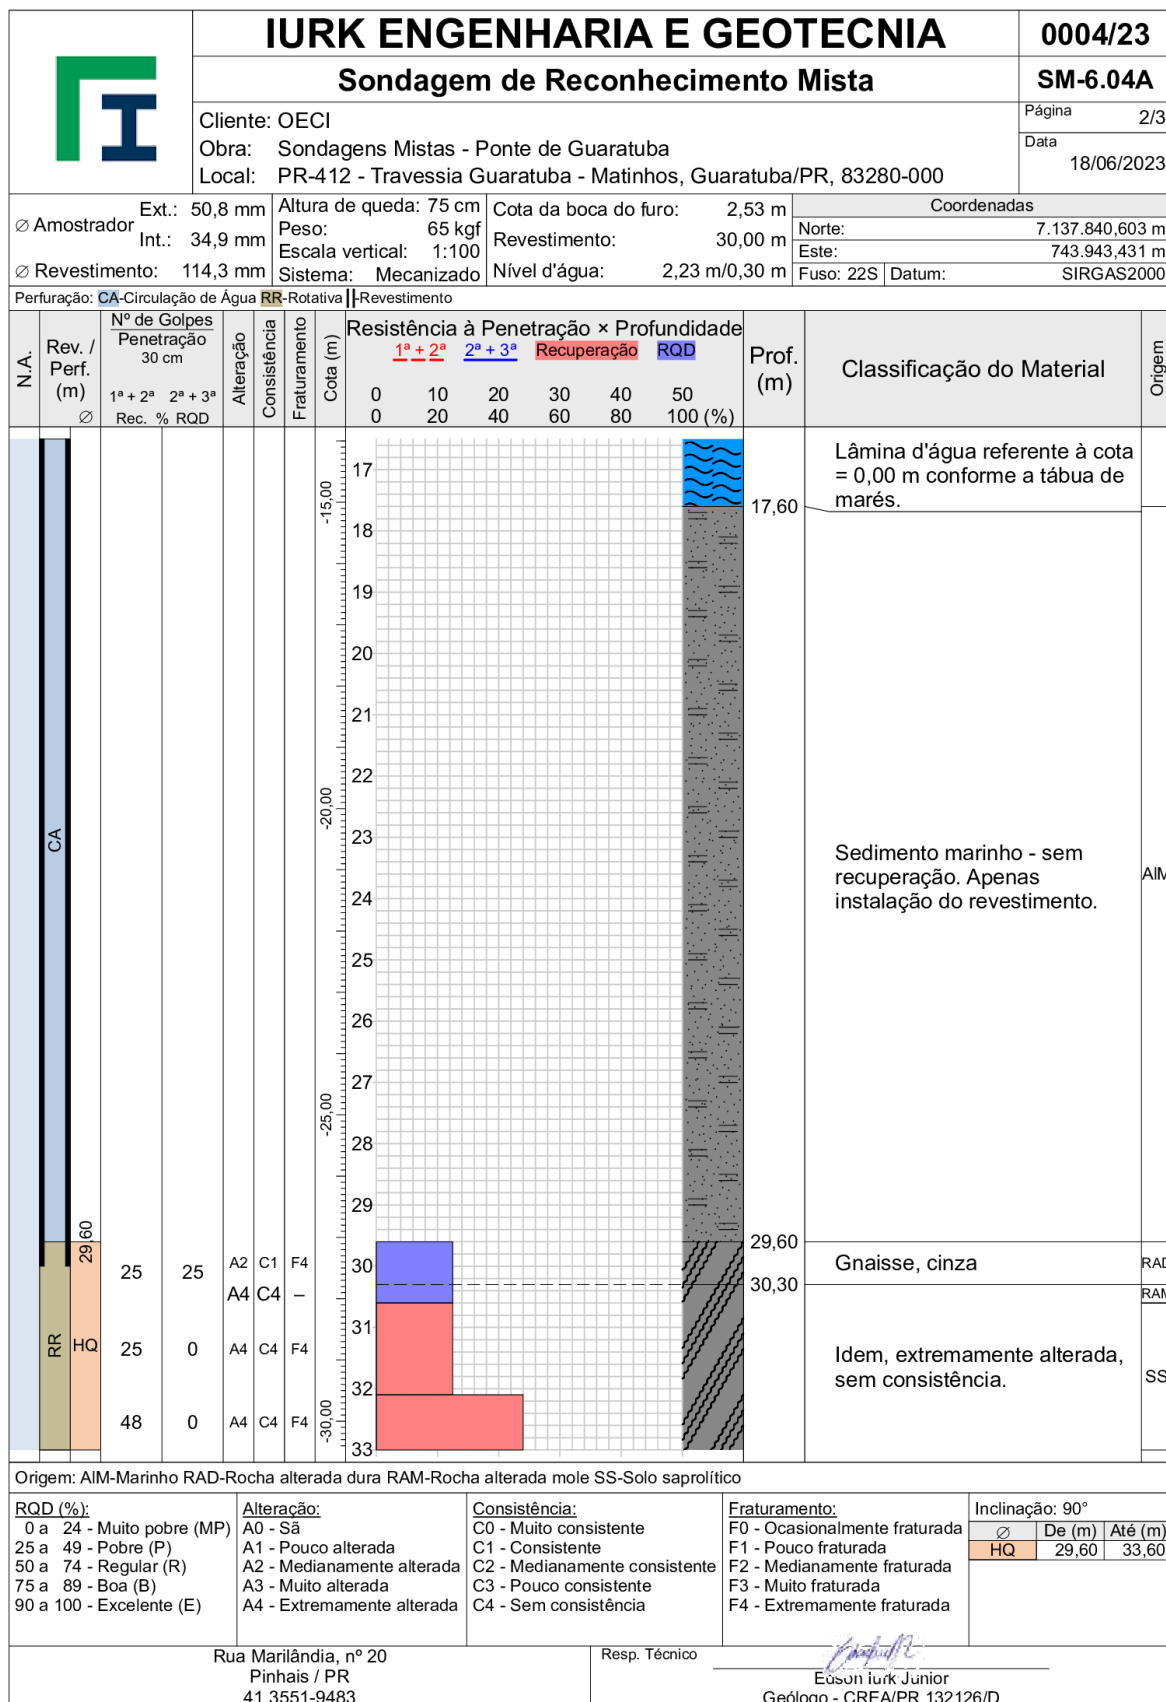 IURK ENGENHARIA E GEOTECNIA
0004/23
Sondagem de Reconhecimento Mista
SM-6.04A
Cliente: OECI
Obra: Sondagens Mistas - Ponte de Guaratuba
Local: PR-412 - Travessia Guaratuba - Matinhos, Guaratuba/PR, 83280-000
Página 2/3
Data
18/06/2023
∅ Amostrador Ext.: 50,8 mm
Int.: 34,9 mm
∅ Revestimento: 114,3 mm
Altura de queda: 75 cm
Peso: 65 kgf
Escala vertical: 1:100
Sistema: Mecanizado
Cota da boca do furo: 2,53 m
Revestimento: 30,00 m
Nível d'água: 2,23 m/0,30 m
Coordenadas
Norte: 7.137.840,603 m
Este: 743.943,431 m
Fuso: 22S Datum: SIRGAS2000
Perfuração: CA-Circulação de Água RR-Rotativa -Revestimento
N.A.
Rev. /
Perf.
(m)
∅
Nº de Golpes
Penetração
30 cm
1ª + 2ª 2ª + 3ª
Rec. % RQD
Alteração
Consistência
Fraturamento
Cota (m)
Resistência à Penetração × Profundidade
1ª + 2ª 2ª + 3ª Recuperação RQD
0 10 20 30 40 50
0 20 40 60 80 100 (%)
Prof.
(m)
Classificação do Material
Origem
Lâmina d'água referente à cota
= 0,00 m conforme a tábua de
marés.
17
-15,00
17,60
18
19
20
21
22
-20,00
23
CA
Sedimento marinho - sem
recuperação. Apenas
instalação do revestimento.
AIM
24
25
26
27
-25,00
28
29
29,60
29,60
25 25 A2 C1 F4
30
Gnaisse, cinza
RAD
A4 C4 –
30,30
RAM
31
RR HQ
25 0 A4 C4 F4
Idem, extremamente alterada,
sem consistência.
SS
32
48 0 A4 C4 F4
-30,00
33
Origem: AIM-Marinho RAD-Rocha alterada dura RAM-Rocha alterada mole SS-Solo saprolítico
RQD (%):
0 a 24 - Muito pobre (MP)
25 a 49 - Pobre (P)
50 a 74 - Regular (R)
75 a 89 - Boa (B)
90 a 100 - Excelente (E)
Alteração:
A0 - Sã
A1 - Pouco alterada
A2 - Medianamente alterada
A3 - Muito alterada
A4 - Extremamente alterada
Consistência:
C0 - Muito consistente
C1 - Consistente
C2 - Medianamente consistente
C3 - Pouco consistente
C4 - Sem consistência
Fraturamento:
F0 - Ocasionalmente fraturada
F1 - Pouco fraturada
F2 - Medianamente fraturada
F3 - Muito fraturada
F4 - Extremamente fraturada
Inclinação: 90°
∅ De (m) Até (m)
HQ 29,60 33,60
Rua Marilândia, nº 20
Pinhais / PR
41 3551-9483
Resp. Técnico
Edson Iurk Junior
Geólogo - CREA/PR 132126/D